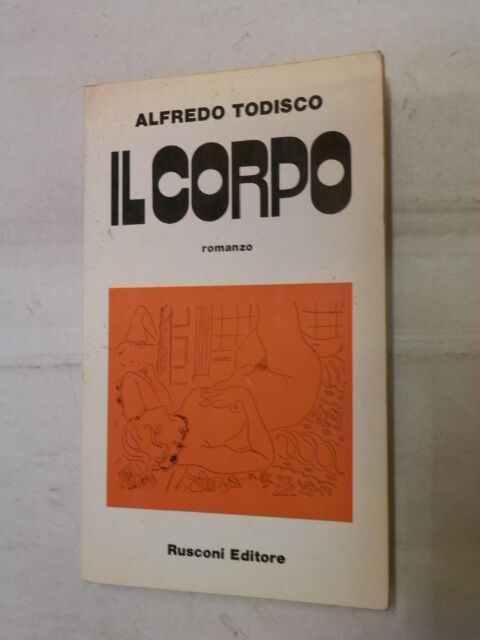 ALFREDO TODISCO
IL CORPO
romanzo
Rusconi Editore